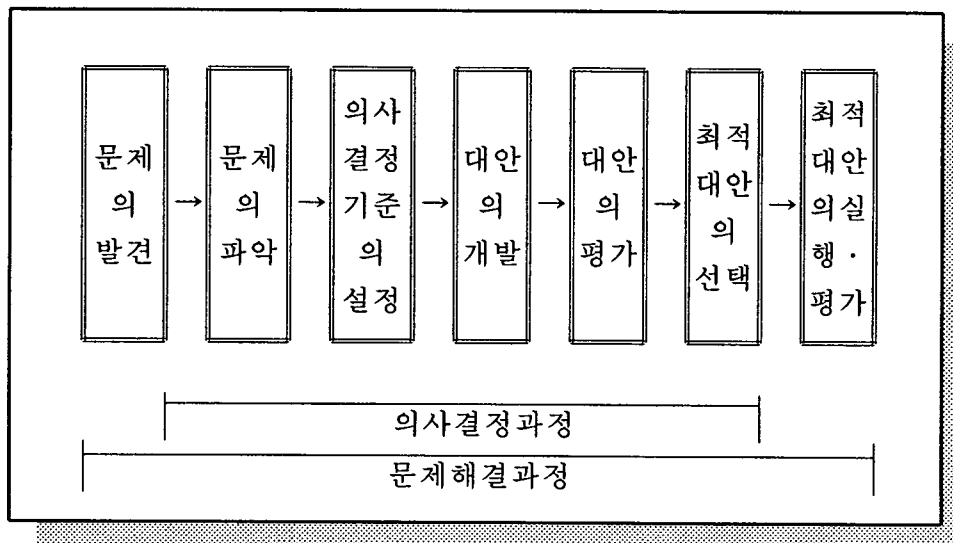 문제
의
발견
→
문제
의
파악
→
의사
결정
기준
의
설정
→
대안
의
개발
→
대안
의
평가
→
최적
대안
의
선택
→
최적
대안
의실
행·
평가
의사결정과정
문제해결과정